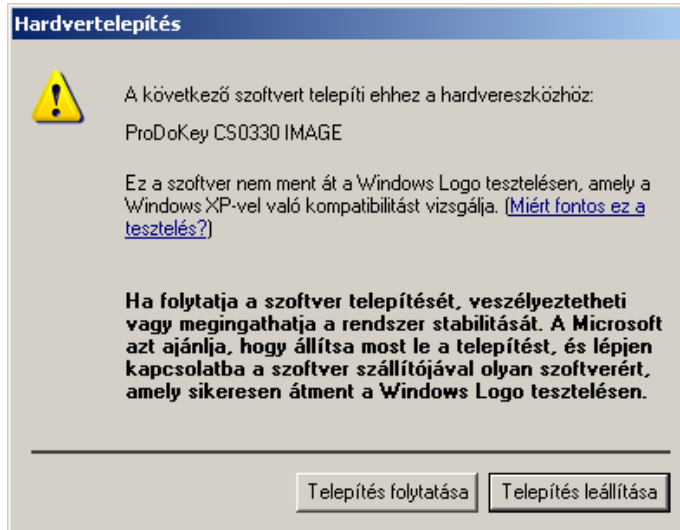 Hardvertelepítés
A következő szoftvert telepíti ehhez a hardvereszközhöz:
ProDoKey CS0330 IMAGE
Ez a szoftver nem ment át a Windows Logo tesztelésen, amely a
Windows XP-vel való kompatibilitást vizsgálja. (Miért fontos ez a
tesztelés?)
Ha folytatja a szoftver telepítését, veszélyeztetheti
vagy megingathatja a rendszer stabilitását. A Microsoft
azt ajánlja, hogy állítsa most le a telepítést, és lépjen
kapcsolatba a szoftver szállítójával olyan szoftverért,
amely sikeresen átment a Windows Logo tesztelésen.
Telepítés folytatása
Telepítés leállítása